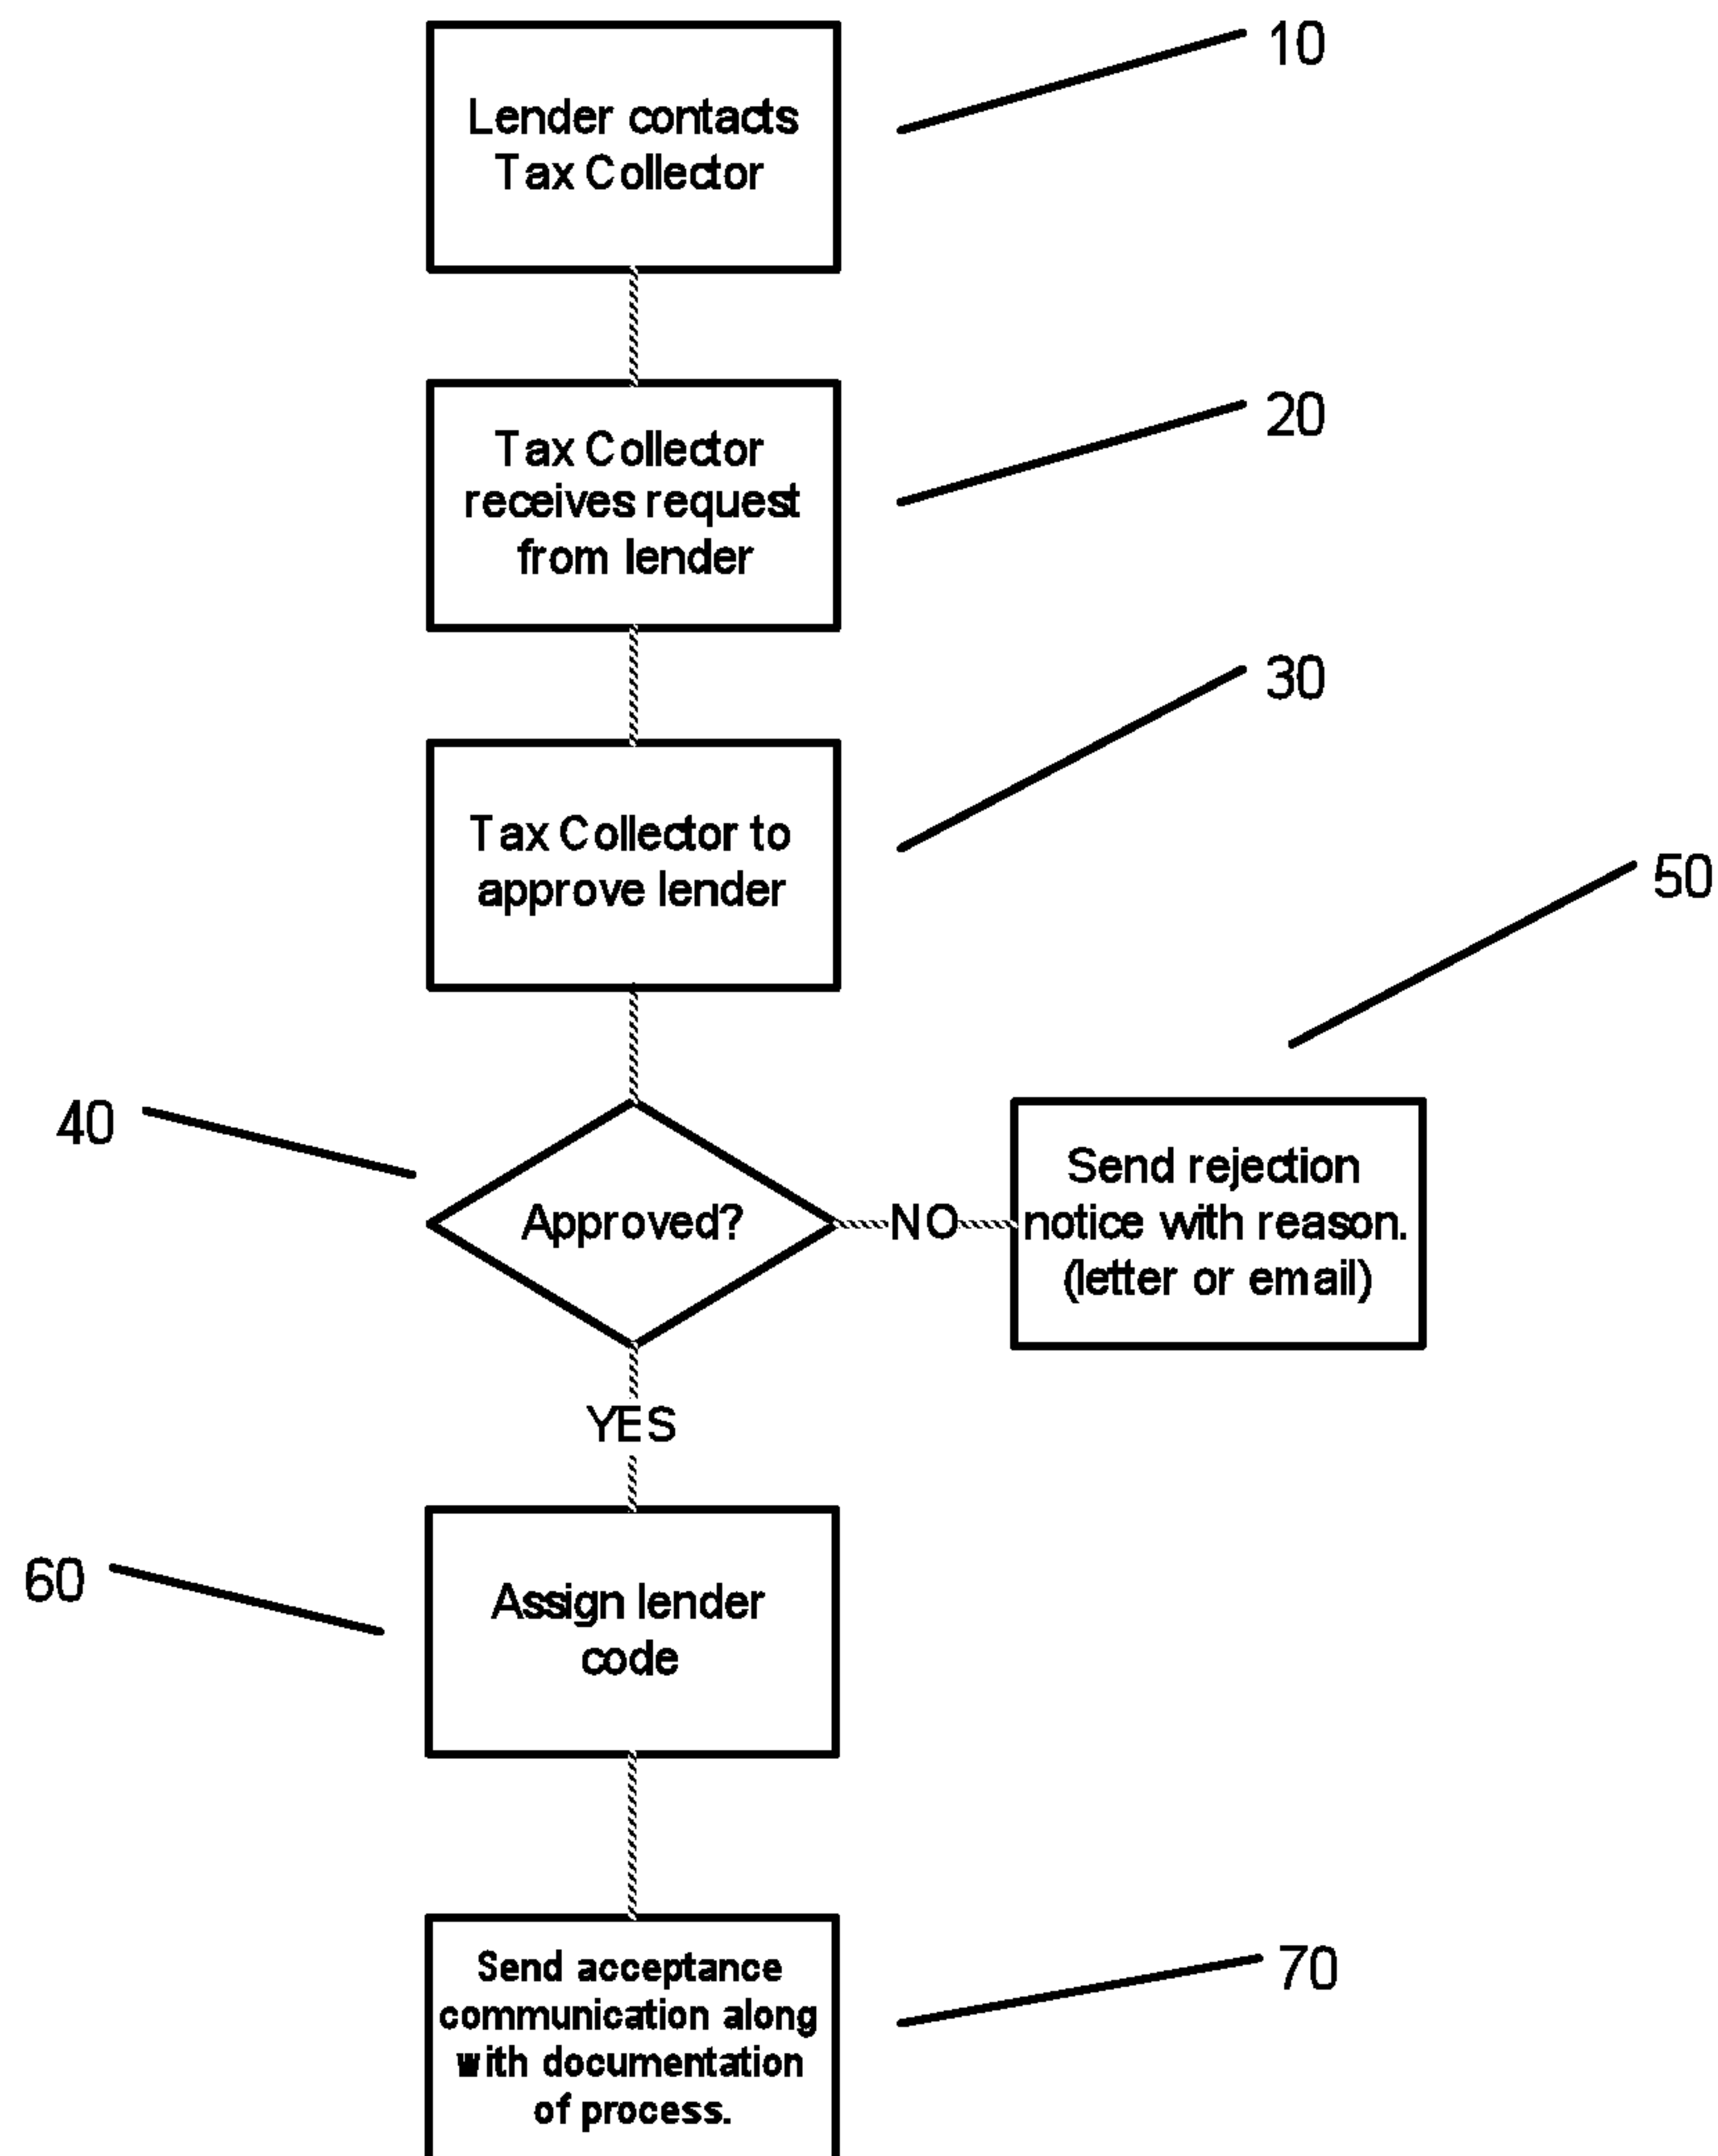 10
Lender contacts
Tax Collector
20
Tax Collector
receives request
from lender
30
Tax Collector to
approve lender
50
40
Approved?
NO
Send rejection
notice with reason.
(letter or email)
YES
60
Assign lender
code
70
Send acceptance
communication along
with documentation
of process.